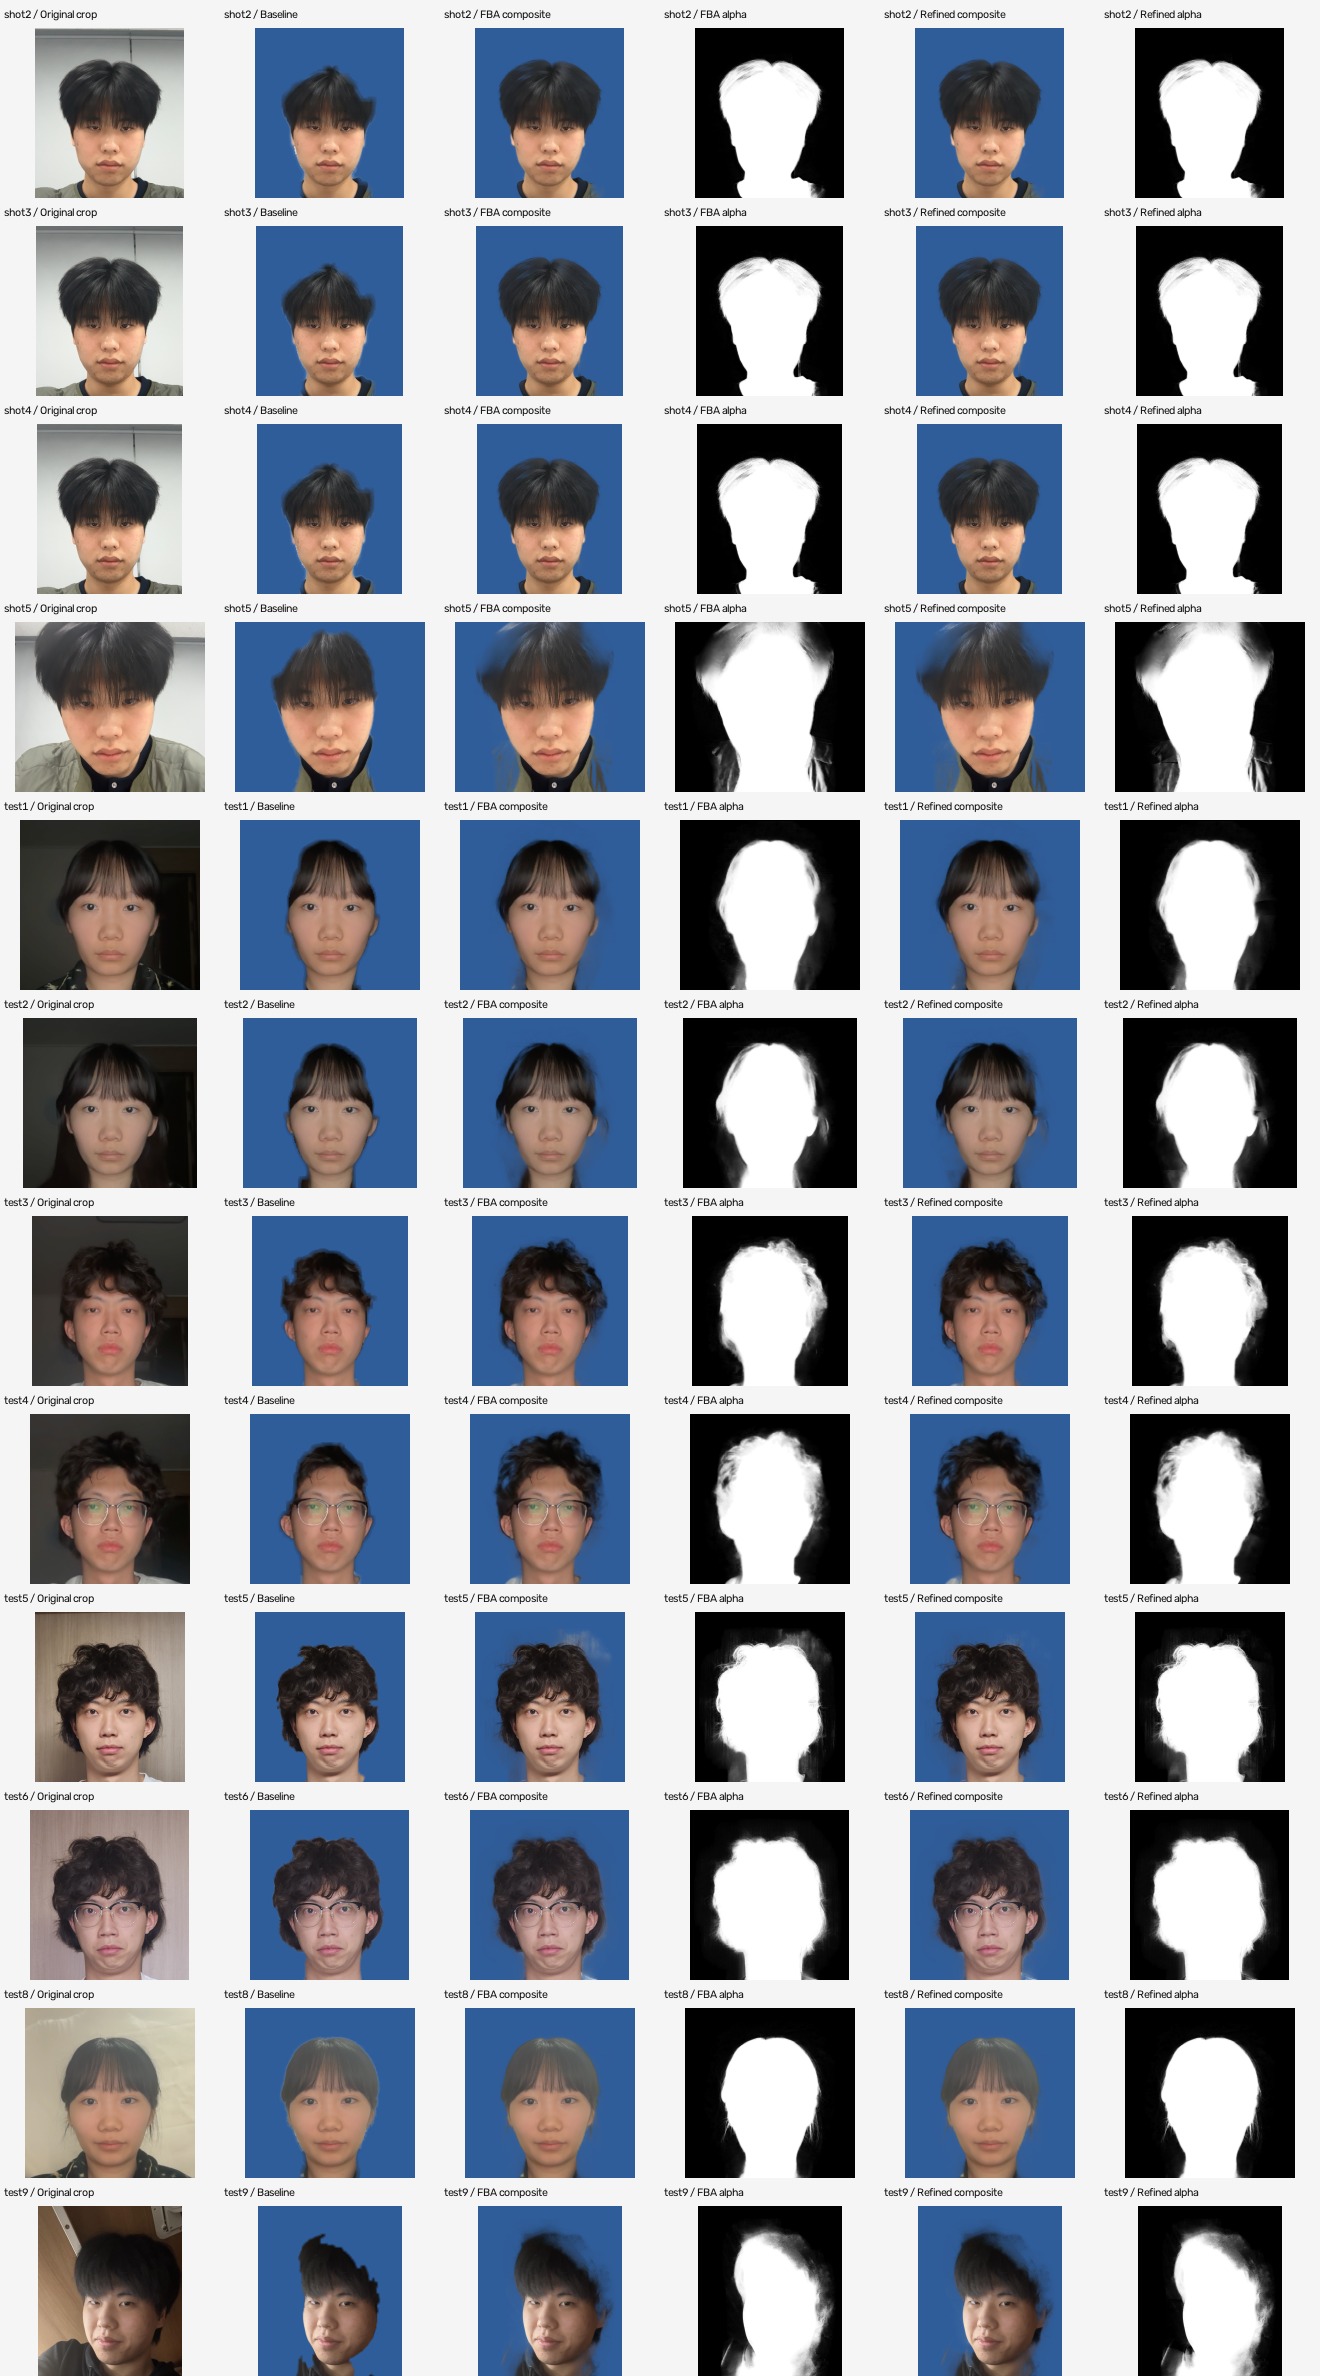 shot2 / Original crop shot2 / Baseline shot2 / FBA composite shot2 / FBA alpha shot2 / Refined composite shot2 / Refined alpha
shot3 / Original crop shot3 / Baseline shot3 / FBA composite shot3 / FBA alpha shot3 / Refined composite shot3 / Refined alpha
shot4 / Original crop shot4 / Baseline shot4 / FBA composite shot4 / FBA alpha shot4 / Refined composite shot4 / Refined alpha
shot5 / Original crop shot5 / Baseline shot5 / FBA composite shot5 / FBA alpha shot5 / Refined composite shot5 / Refined alpha
test1 / Original crop test1 / Baseline test1 / FBA composite test1 / FBA alpha test1 / Refined composite test1 / Refined alpha
test2 / Original crop test2 / Baseline test2 / FBA composite test2 / FBA alpha test2 / Refined composite test2 / Refined alpha
test3 / Original crop test3 / Baseline test3 / FBA composite test3 / FBA alpha test3 / Refined composite test3 / Refined alpha
test4 / Original crop test4 / Baseline test4 / FBA composite test4 / FBA alpha test4 / Refined composite test4 / Refined alpha
test5 / Original crop test5 / Baseline test5 / FBA composite test5 / FBA alpha test5 / Refined composite test5 / Refined alpha
test6 / Original crop test6 / Baseline test6 / FBA composite test6 / FBA alpha test6 / Refined composite test6 / Refined alpha
test8 / Original crop test8 / Baseline test8 / FBA composite test8 / FBA alpha test8 / Refined composite test8 / Refined alpha
test9 / Original crop test9 / Baseline test9 / FBA composite test9 / FBA alpha test9 / Refined composite test9 / Refined alpha